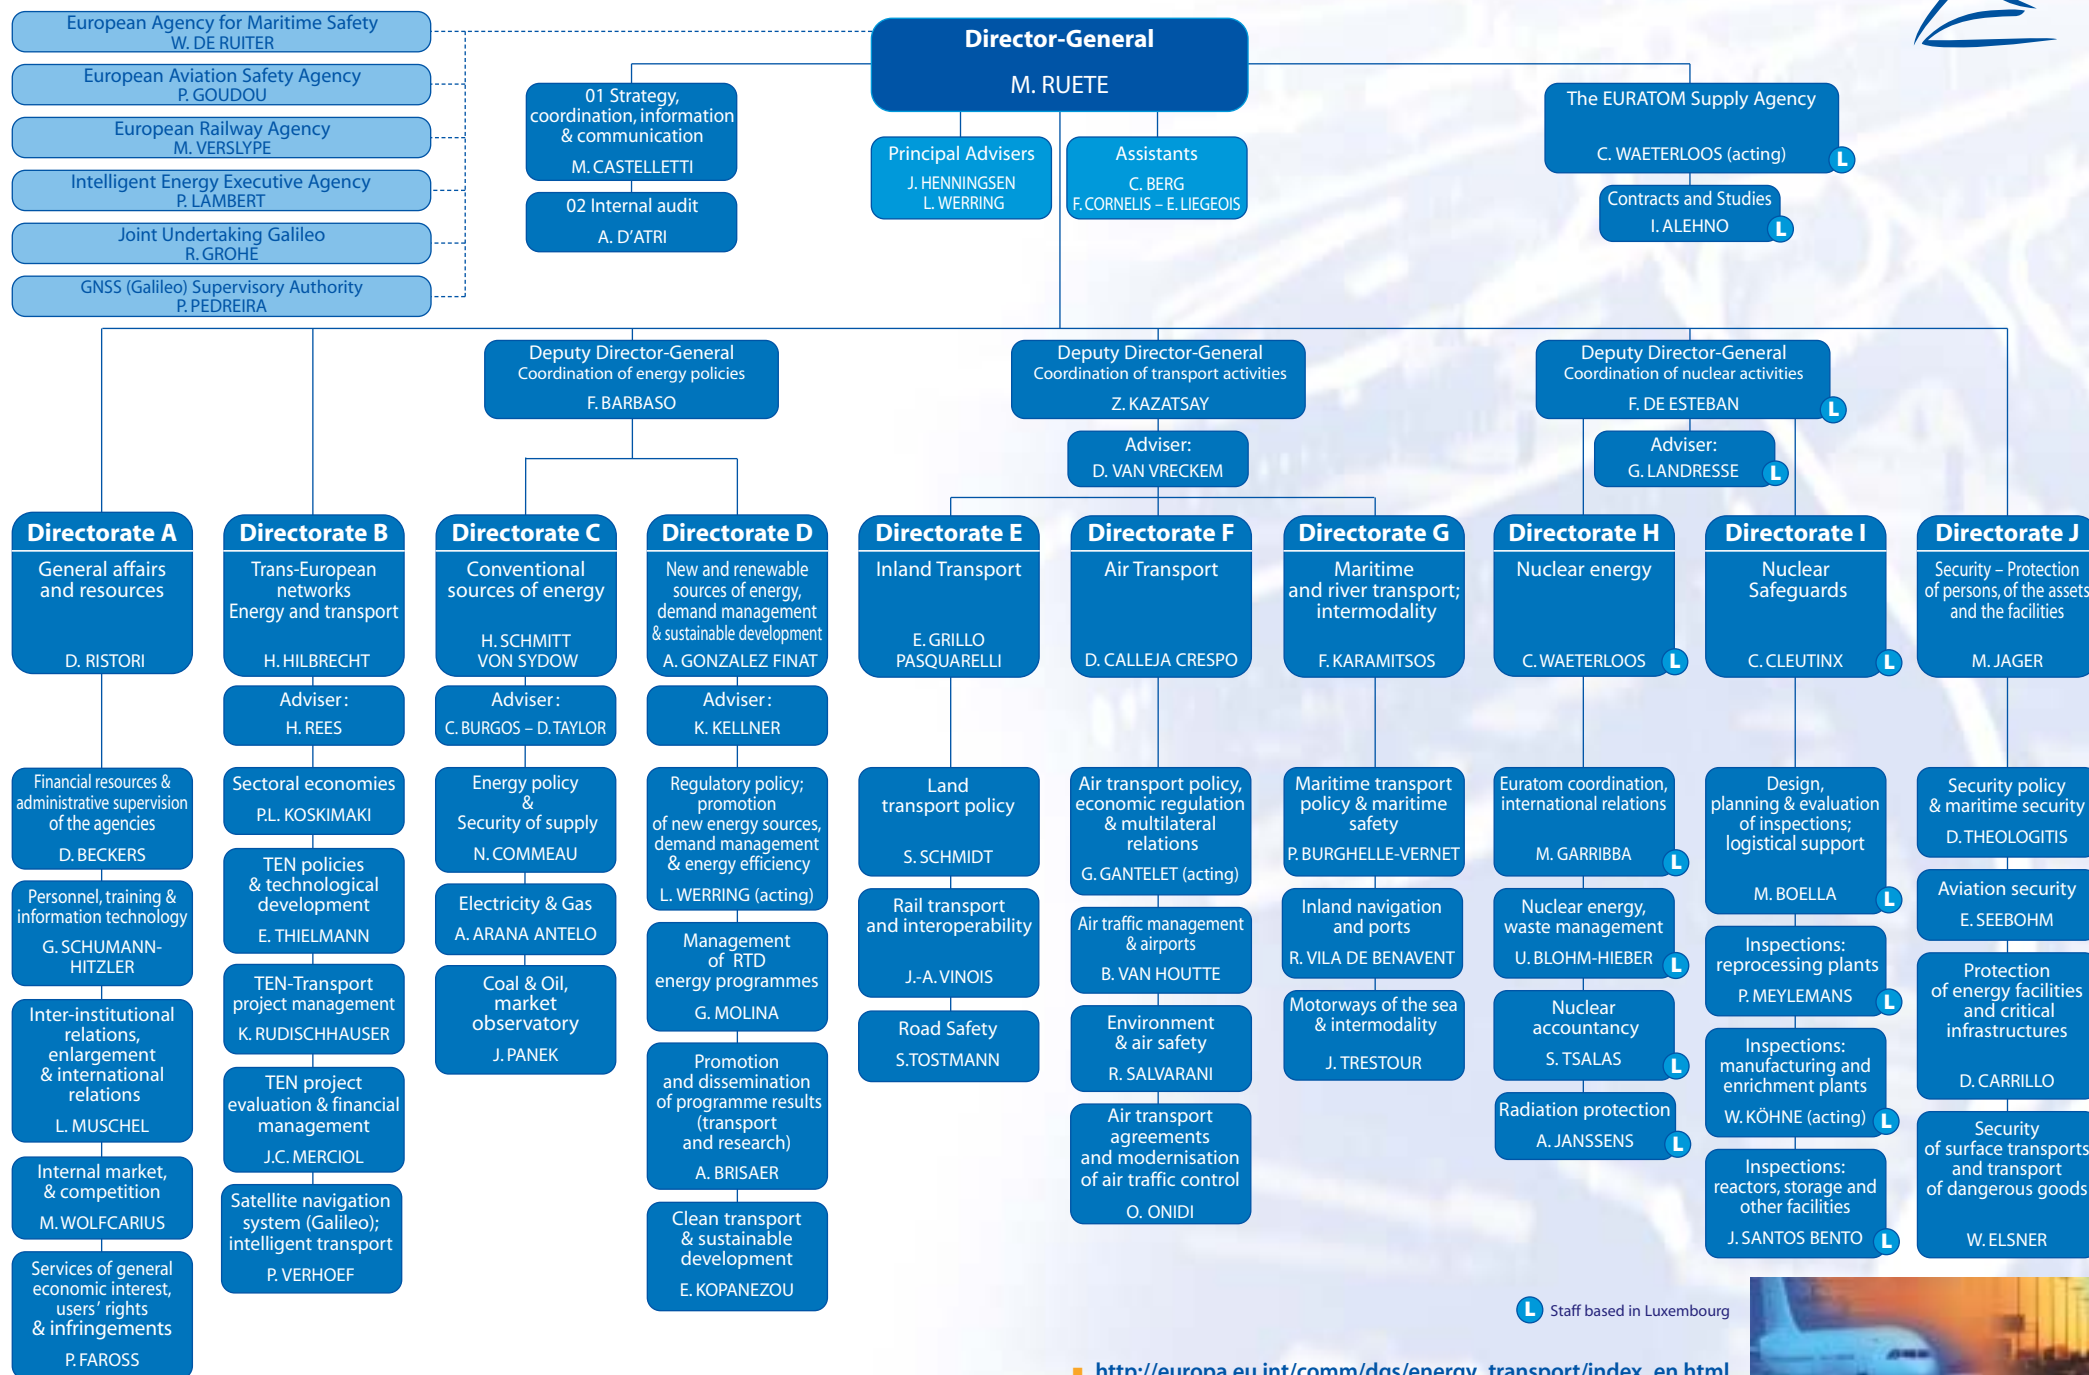 European Agency for Maritime Safety
W. DE RUITER
European Aviation Safety Agency
P. GOUDOU
European Railway Agency
M. VERSLYPE
Intelligent Energy Executive Agency
P. LAMBERT
Joint Undertaking Galileo
R. GROHE
GNSS (Galileo) Supervisory Authority
P. PEDREIRA
Director-General
M. RUETE
01 Strategy,
coordination, information
& communication
M. CASTELLETTI
02 Internal audit
A. D'ATRI
Principal Advisers
J. HENNINGSEN
L. WERRING
Assistants
C. BERG
F. CORNELIS – E. LIEGEOIS
The EURATOM Supply Agency
C. WAETERLOOS (acting)
L
Contracts and Studies
I. ALEHNO
L
Deputy Director-General
Coordination of energy policies
F. BARBASO
Deputy Director-General
Coordination of transport activities
Z. KAZATSAY
Adviser:
D. VAN VRECKEM
Deputy Director-General
Coordination of nuclear activities
F. DE ESTEBAN
L
Adviser:
G. LANDRESSE
L
Directorate A
General affairs
and resources
D. RISTORI
Financial resources &
administrative supervision
of the agencies
D. BECKERS
Personnel, training &
information technology
G. SCHUMANN-
HITZLER
Inter-institutional
relations,
enlargement
& international
relations
L. MUSCHEL
Internal market,
& competition
M. WOLFCARIUS
Services of general
economic interest,
users' rights
& infringements
P. FAROSS
Directorate B
Trans-European
networks
Energy and transport
H. HILBRECHT
Adviser:
H. REES
Sectoral economies
P.L. KOSKIMAKI
TEN policies
& technological
development
E. THIELMANN
TEN-Transport
project management
K. RUDISCHHAUSER
TEN project
evaluation & financial
management
J.C. MERCIOL
Satellite navigation
system (Galileo);
intelligent transport
P. VERHOEF
Directorate C
Conventional
sources of energy
H. SCHMITT
VON SYDOW
Adviser:
C. BURGOS – D. TAYLOR
Energy policy
&
Security of supply
N. COMMEAU
Electricity & Gas
A. ARANA ANTELO
Coal & Oil,
market
observatory
J. PANEK
Directorate D
New and renewable
sources of energy,
demand management
& sustainable development
A. GONZALEZ FINAT
Adviser:
K. KELLNER
Regulatory policy;
promotion
of new energy sources,
demand management
& energy efficiency
L. WERRING (acting)
Management
of RTD
energy programmes
G. MOLINA
Promotion
and dissemination
of programme results
(transport
and research)
A. BRISAER
Clean transport
& sustainable
development
E. KOPANEZOU
Directorate E
Inland Transport
E. GRILLO
PASQUARELLI
Land
transport policy
S. SCHMIDT
Rail transport
and interoperability
J.-A. VINOIS
Road Safety
S. TOSTMANN
Directorate F
Air Transport
D. CALLEJA CRESPO
Air transport policy,
economic regulation
& multilateral
relations
G. GANTELET (acting)
Air traffic management
& airports
B. VAN HOUTTE
Environment
& air safety
R. SALVARANI
Air transport
agreements
and modernisation
of air traffic control
O. ONIDI
Directorate G
Maritime
and river transport;
intermodality
F. KARAMITSOS
Maritime transport
policy & maritime
safety
P. BURGHELLE-VERNET
Inland navigation
and ports
R. VILA DE BENAVENT
Motorways of the sea
& intermodality
J. TRESTOUR
Directorate H
Nuclear energy
C. WAETERLOOS
L
Euratom coordination,
international relations
M. GARRIBBA
L
Nuclear energy,
waste management
U. BLOHM-HIEBER
L
Nuclear
accountancy
S. TSALAS
L
Radiation protection
A. JANSSENS
L
Directorate I
Nuclear
Safeguards
C. CLEUTINX
L
Design,
planning & evaluation
of inspections;
logistical support
M. BOELLA
L
Inspections:
reprocessing plants
P. MEYLEMANS
L
Inspections:
manufacturing and
enrichment plants
W. KÖHNE (acting)
L
Inspections:
reactors, storage and
other facilities
J. SANTOS BENTO
L
Directorate J
Security – Protection
of persons, of the assets
and the facilities
M. JAGER
Security policy
& maritime security
D. THEOLOGITIS
Aviation security
E. SEEBOHM
Protection
of energy facilities
and critical
infrastructures
D. CARRILLO
Security
of surface transports
and transport
of dangerous goods
W. ELSNER
L Staff based in Luxembourg
http://europa.eu.int/comm/dgs/energy_transport/index_en.html